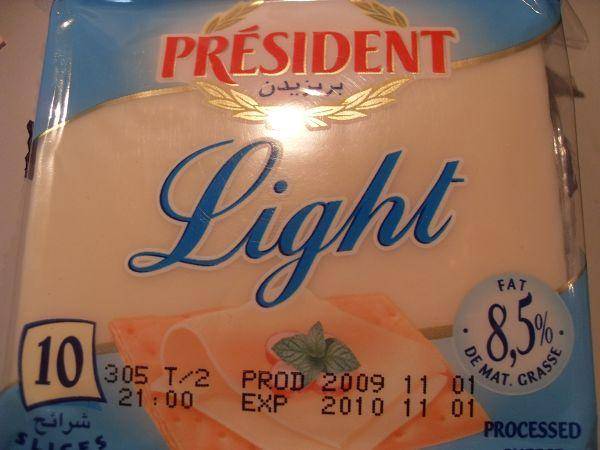 PRÉSIDENT
بريزيدن
Light
FAT
8,5%
DE MAT. GRASSE
10
305 T/2 PROD 2009 11 01
21:00 EXP 2010 11 01
شرائح
SLICES
PROCESSED